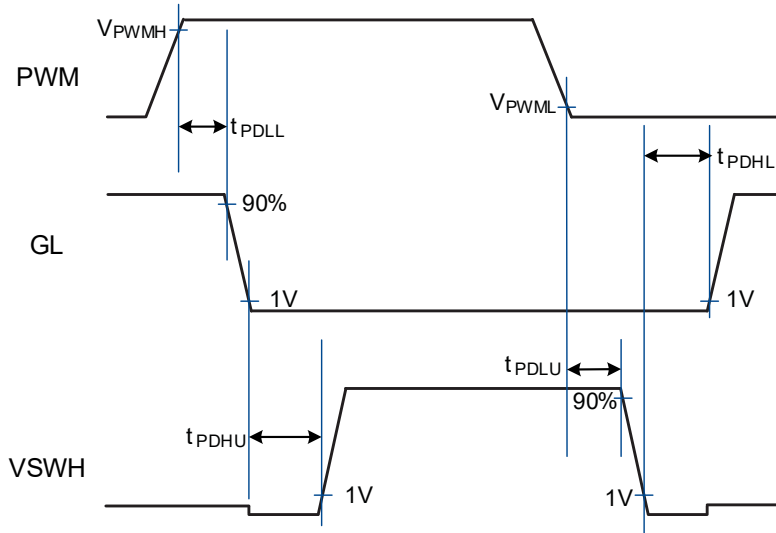 VPWMH
PWM
tPDLL
VPWML
tPDHL
90%
GL
1V
1V
tPDLU
90%
tPDHU
VSWH
1V
1V